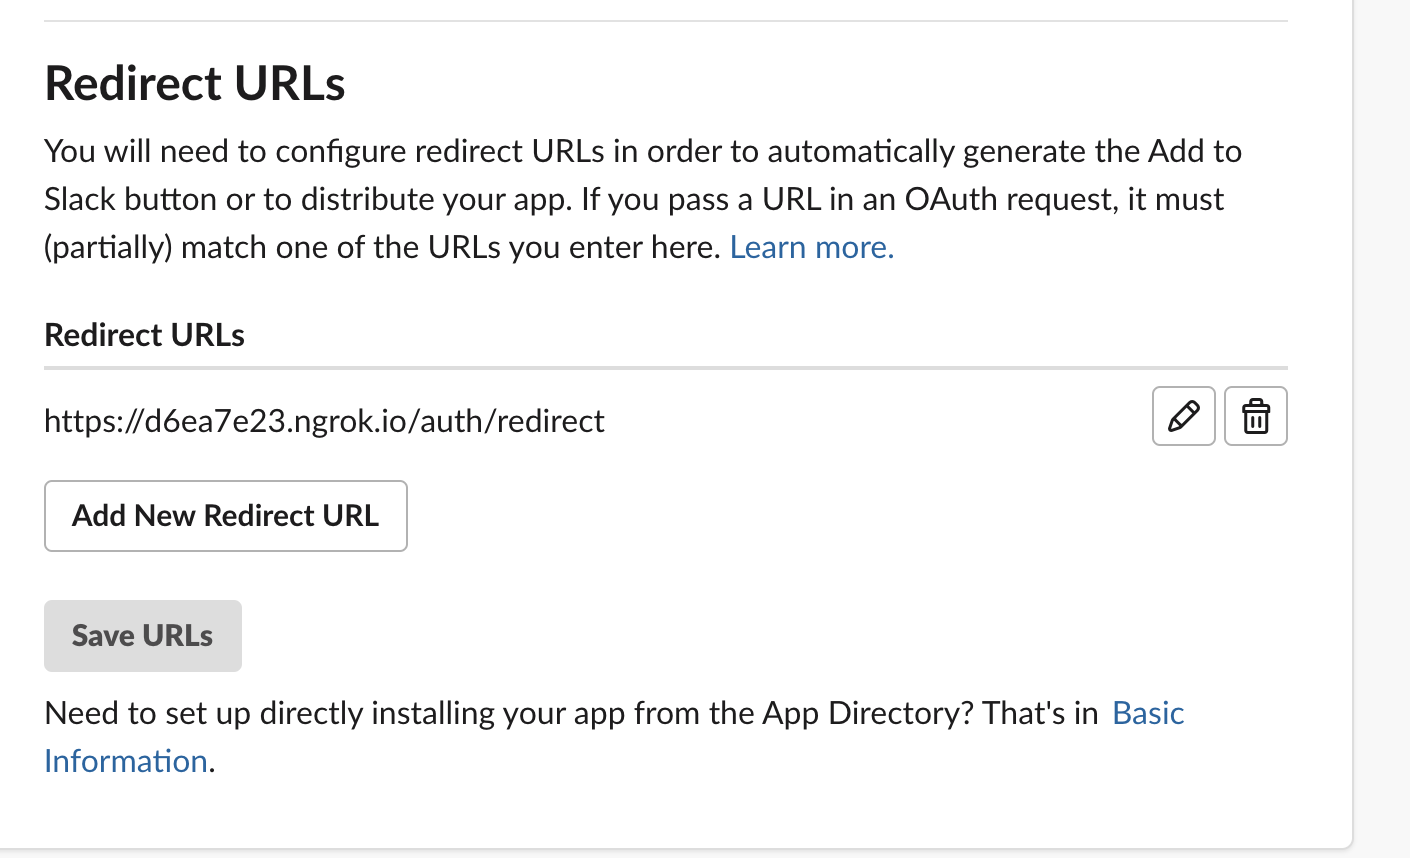 Redirect URLs
You will need to configure redirect URLs in order to automatically generate the Add to
Slack button or to distribute your app. If you pass a URL in an OAuth request, it must
(partially) match one of the URLs you enter here. Learn more.
Redirect URLs
https://d6ea7e23.ngrok.io/auth/redirect
Add New Redirect URL
Save URLs
Need to set up directly installing your app from the App Directory? That's in Basic
Information.